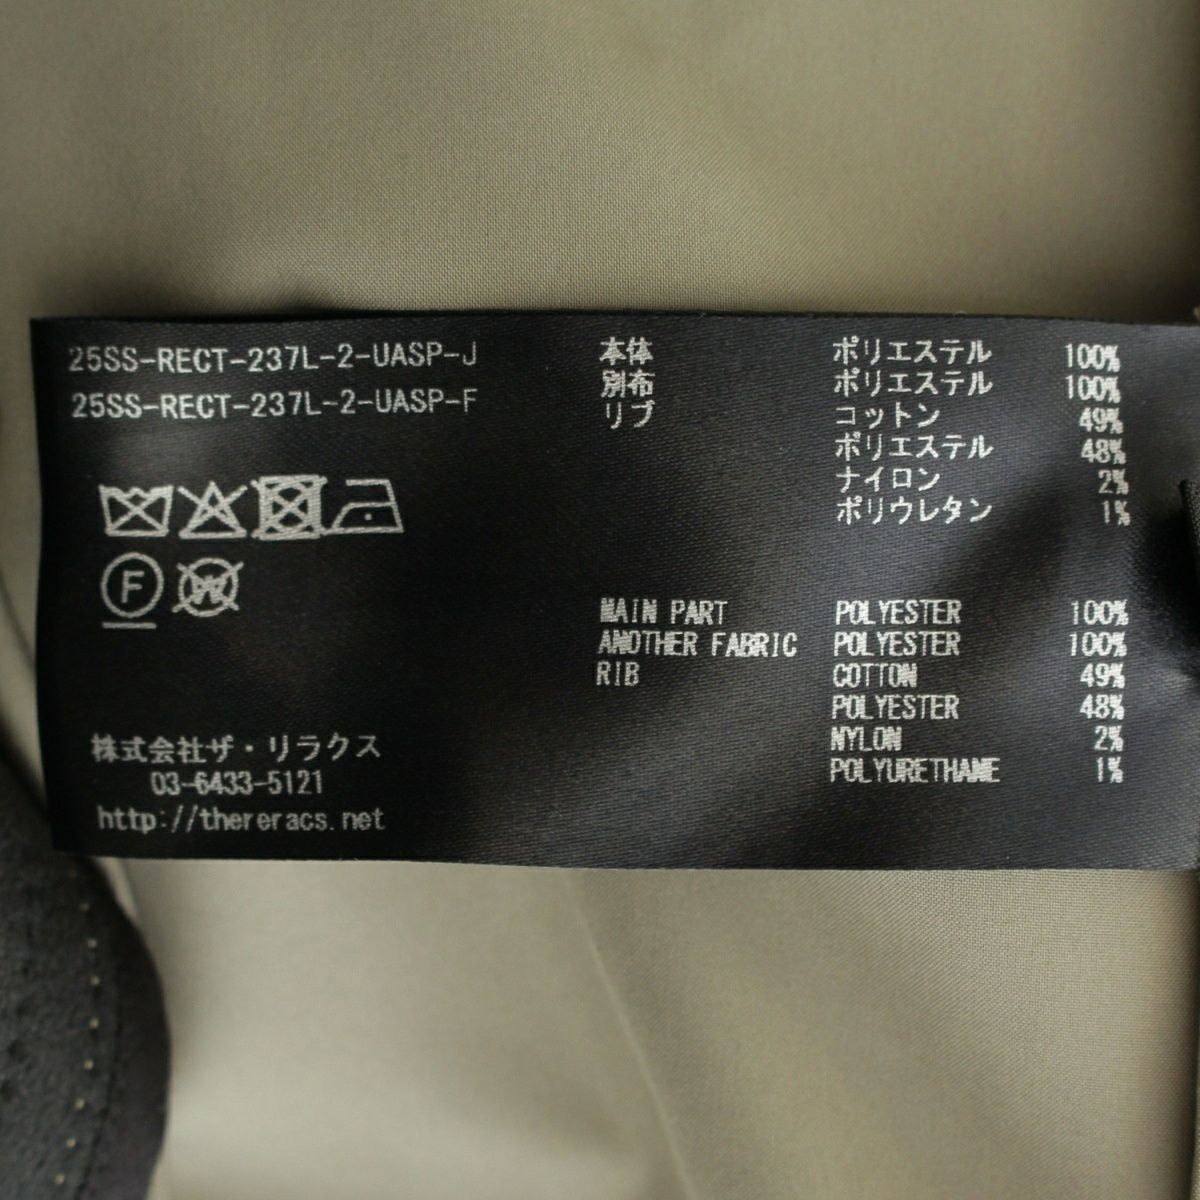 25SS-RECT-237L-2-UASP-J
25SS-RECT-237L-2-UASP-F
F
W
株式会社ザ・リラクス
03-6433-5121
http://thereracs.net
本体 ポリエステル 100%
別布 ポリエステル 100%
リブ コットン 49%
ポリエステル 48%
ナイロン 2%
ポリウレタン 1%
MAIN PART POLYESTER 100%
ANOTHER FABRIC POLYESTER 100%
RIB COTTON 49%
POLYESTER 48%
NYLON 2%
POLYURETHANE 1%